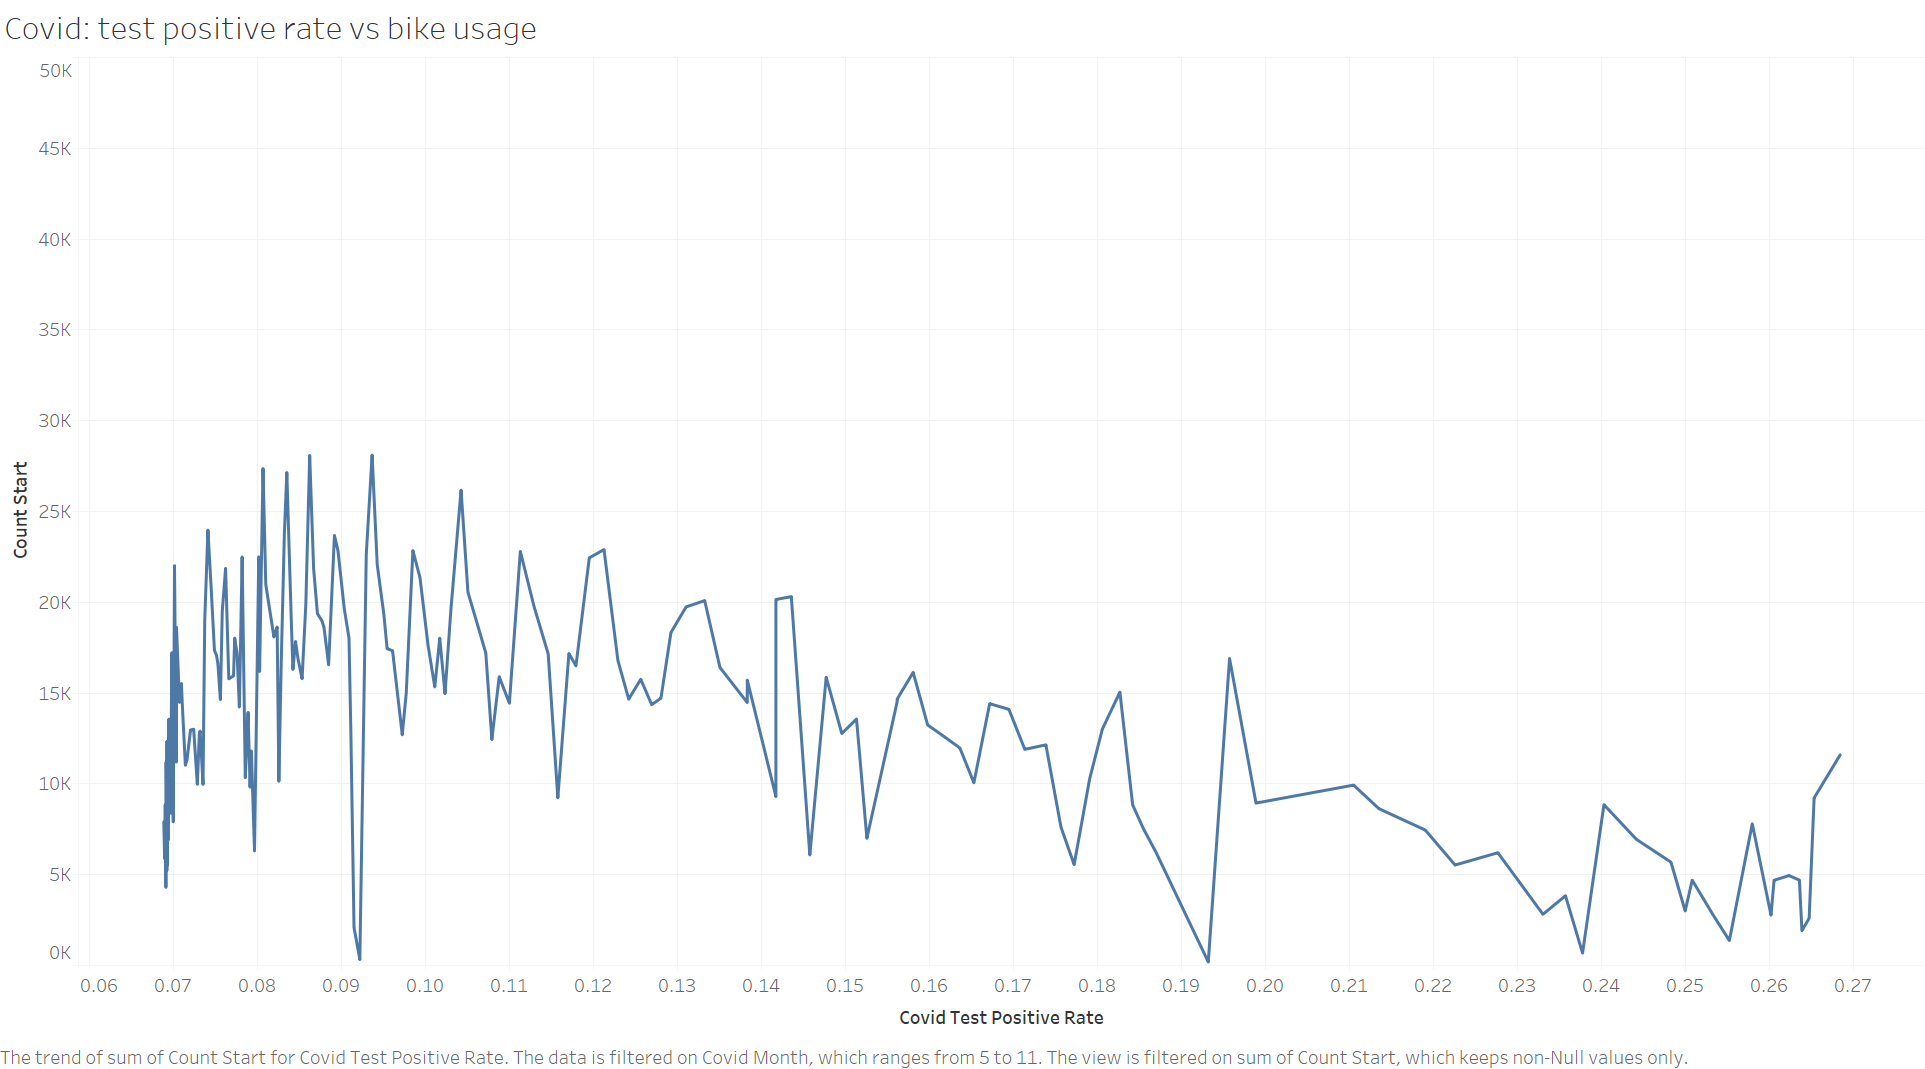 Covid: test positive rate vs bike usage
50K
45K
40K
35K
30K
25K
20K
15K
10K
5K
0K
Count Start
0.06 0.07 0.08 0.09 0.10 0.11 0.12 0.13 0.14 0.15 0.16 0.17 0.18 0.19 0.20 0.21 0.22 0.23 0.24 0.25 0.26 0.27
Covid Test Positive Rate
The trend of sum of Count Start for Covid Test Positive Rate. The data is filtered on Covid Month, which ranges from 5 to 11. The view is filtered on sum of Count Start, which keeps non-Null values only.